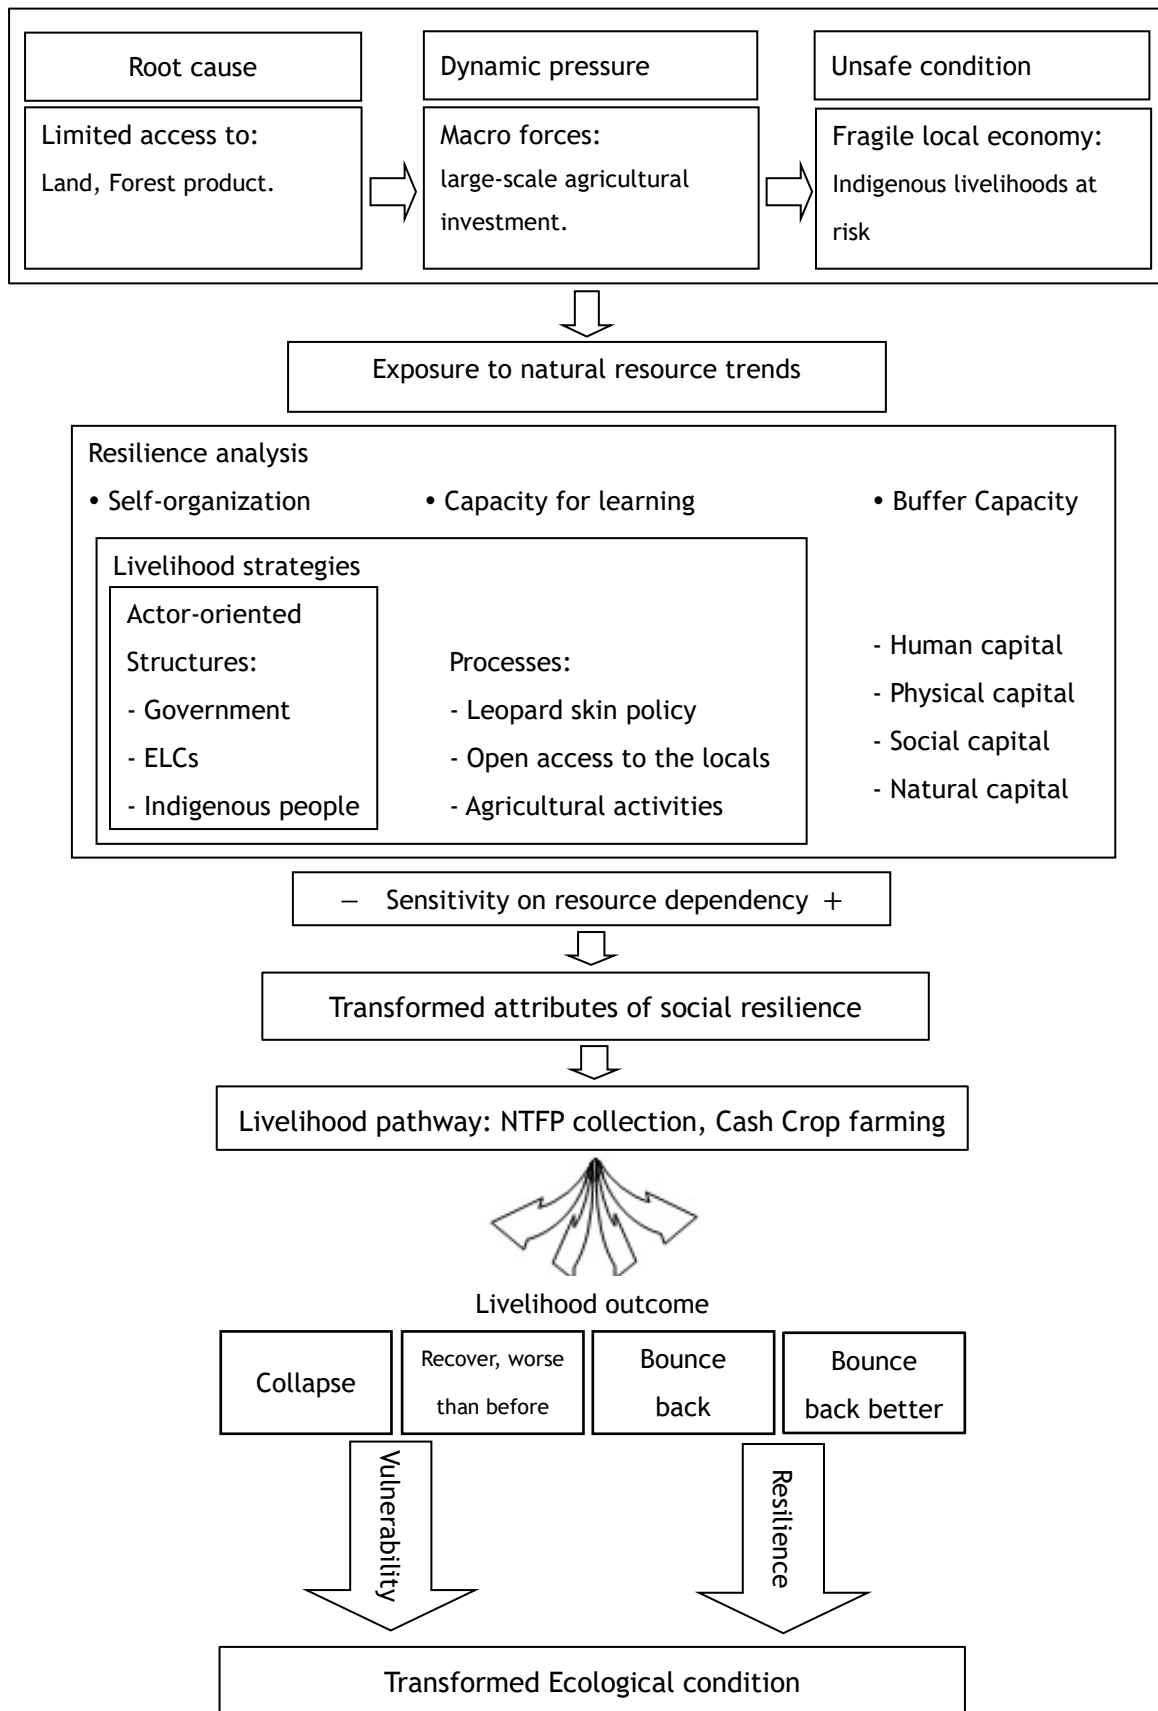 Root cause
Dynamic pressure
Unsafe condition
Limited access to:
Land, Forest product.
Macro forces:
large-scale agricultural
investment.
Fragile local economy:
Indigenous livelihoods at
risk
Exposure to natural resource trends
Resilience analysis
• Self-organization
• Capacity for learning
• Buffer Capacity
Livelihood strategies
Actor-oriented
Structures:
- Government
- ELCs
- Indigenous people
Processes:
- Leopard skin policy
- Open access to the locals
- Agricultural activities
- Human capital
- Physical capital
- Social capital
- Natural capital
− Sensitivity on resource dependency +
Transformed attributes of social resilience
Livelihood pathway: NTFP collection, Cash Crop farming
Livelihood outcome
Collapse
Recover, worse
than before
Bounce
back
Bounce
back better
Vulnerability
Resilience
Transformed Ecological condition